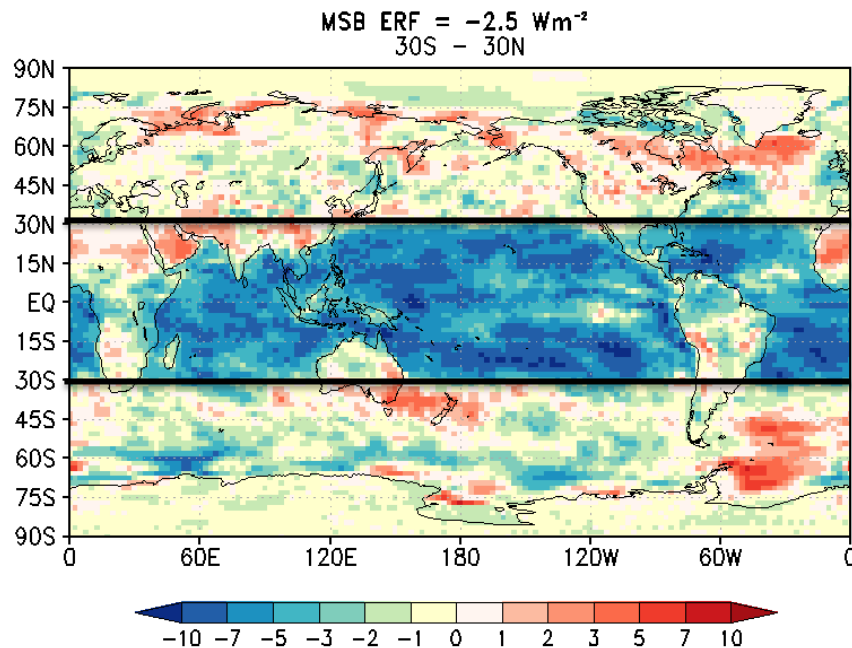 MSB ERF = -2.5 Wm⁻²
30S - 30N
90N
75N
60N
45N
30N
15N
EQ
15S
30S
45S
60S
75S
90S
0 60E 120E 180 120W 60W 0
-10 -7 -5 -3 -2 -1 0 1 2 3 5 7 10